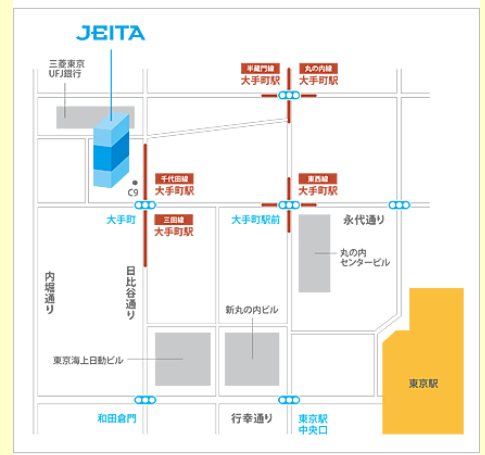 JEITA
三菱東京
UFJ銀行
半蔵門線
大手町駅
丸の内線
大手町駅
C9
千代田線
大手町駅
東西線
大手町駅
大手町
三田線
大手町駅
大手町駅前
永代通り
丸の内
センタービル
内堀通り
日比谷通り
新丸の内ビル
東京海上日動ビル
東京駅
和田倉門
行幸通り
東京駅
中央口